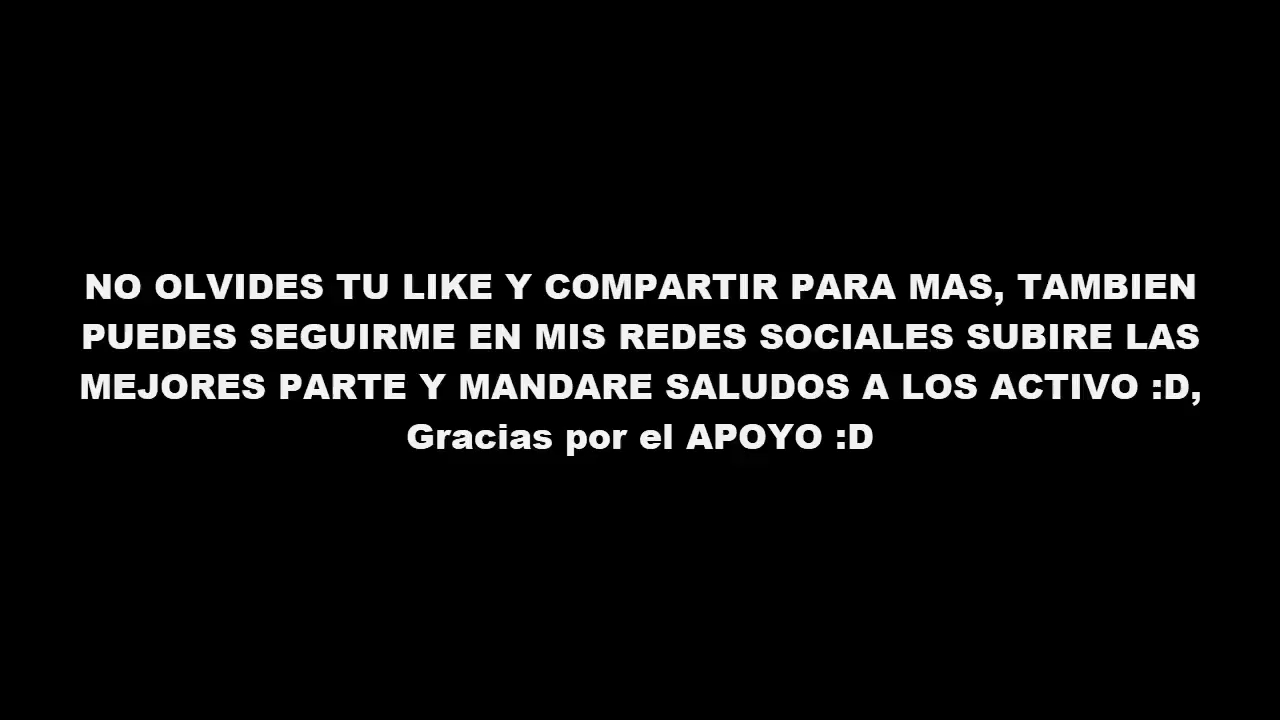 NO OLVIDES TU LIKE Y COMPARTIR PARA MAS, TAMBIEN
PUEDES SEGUIRME EN MIS REDES SOCIALES SUBIRE LAS
MEJORES PARTE Y MANDARE SALUDOS A LOS ACTIVO :D,
Gracias por el APOYO :D